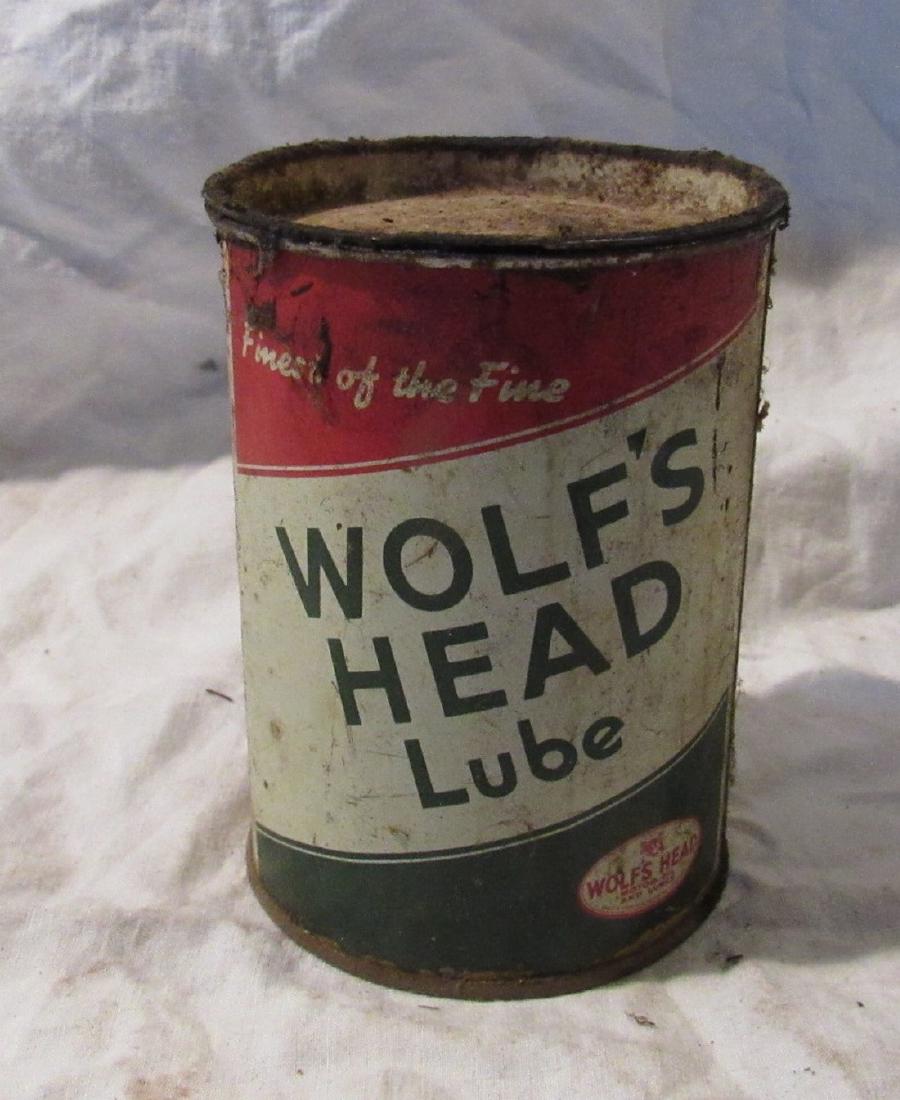 Finest of the Fine
WOLF'S
HEAD
Lube
WOLF'S HEAD